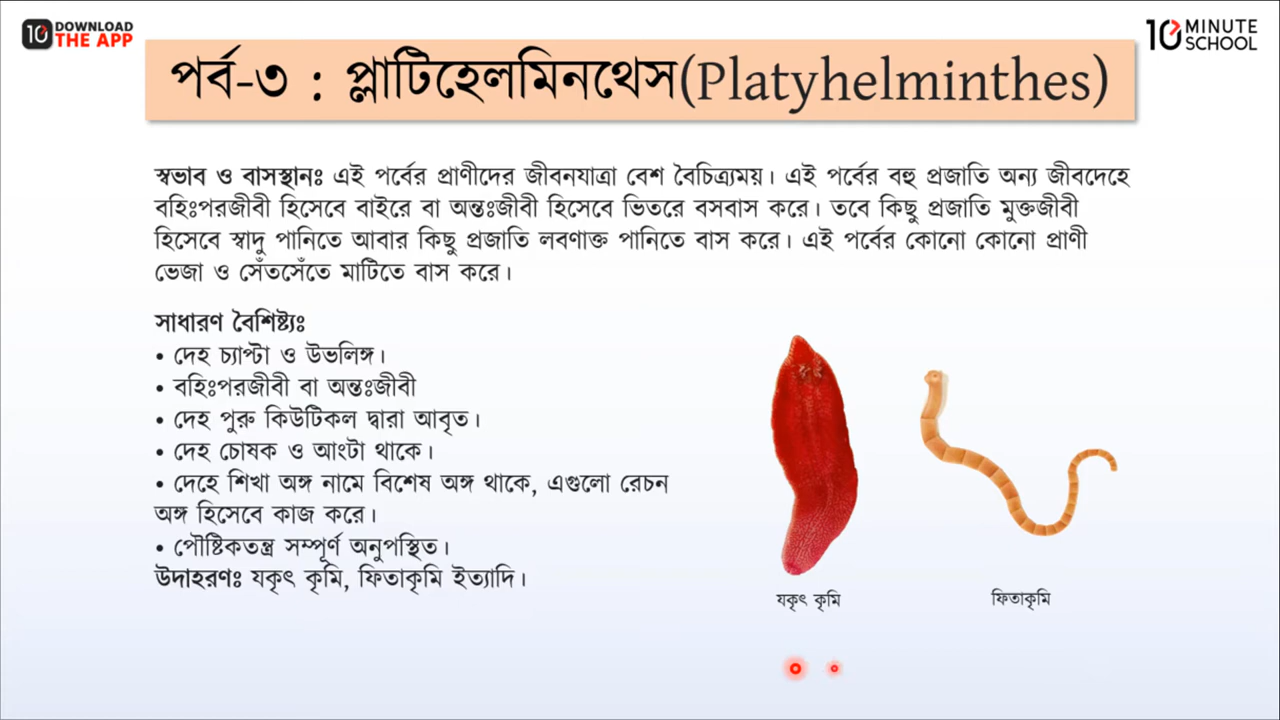 10 DOWNLOAD
THE APP
10 MINUTE
SCHOOL
পর্ব-৩ : প্লাটিহেলমিনথেস(Platyhelminthes)
স্বভাব ও বাসস্থানঃ এই পর্বের প্রাণীদের জীবনযাত্রা বেশ বৈচিত্র্যময়। এই পর্বের বহু প্রজাতি অন্য জীবদেহে
বহিঃপরজীবী হিসেবে বাইরে বা অন্তঃজীবী হিসেবে ভিতরে বসবাস করে। তবে কিছু প্রজাতি মুক্তজীবী
হিসেবে স্বাদু পানিতে আবার কিছু প্রজাতি লবণাক্ত পানিতে বাস করে। এই পর্বের কোনো কোনো প্রাণী
ভেজা ও সেঁতসেঁতে মাটিতে বাস করে।
সাধারণ বৈশিষ্ট্যঃ
• দেহ চ্যাপ্টা ও উভলিঙ্গ।
• বহিঃপরজীবী বা অন্তঃজীবী
• দেহ পুরু কিউটিকল দ্বারা আবৃত।
• দেহ চোষক ও আংটা থাকে।
• দেহে শিখা অঙ্গ নামে বিশেষ অঙ্গ থাকে, এগুলো রেচন
অঙ্গ হিসেবে কাজ করে।
• পৌষ্টিকতন্ত্র সম্পূর্ণ অনুপস্থিত।
উদাহরণঃ যকৃৎ কৃমি, ফিতাকৃমি ইত্যাদি।
যকৃৎ কৃমি
ফিতাকৃমি